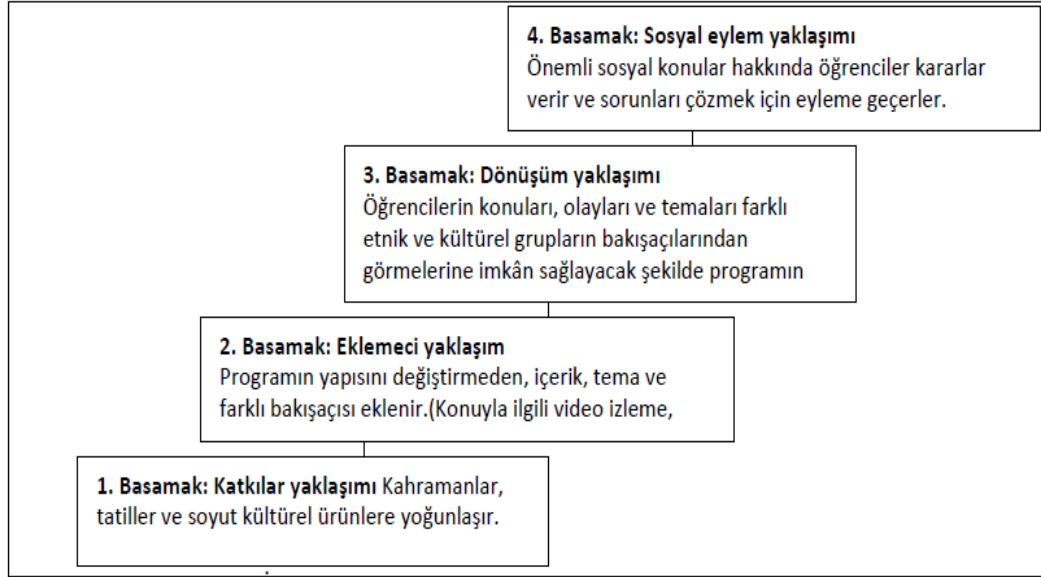 4. Basamak: Sosyal eylem yaklaşımı
Önemli sosyal konular hakkında öğrenciler kararlar
verir ve sorunları çözmek için eyleme geçerler.
3. Basamak: Dönüşüm yaklaşımı
Öğrencilerin konuları, olayları ve temaları farklı
etnik ve kültürel grupların bakışaçılarından
görmelerine imkân sağlayacak şekilde programın
2. Basamak: Eklemeci yaklaşım
Programın yapısını değiştirmeden, içerik, tema ve
farklı bakışaçısı eklenir.(Konuyla ilgili video izleme,
1. Basamak: Katkılar yaklaşımı Kahramanlar,
tatiller ve soyut kültürel ürünlere yoğunlaşır.